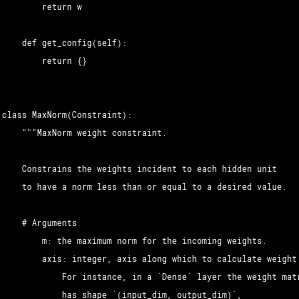 return w
def get_config(self):
return {}
class MaxNorm(Constraint):
"""MaxNorm weight constraint.
Constrains the weights incident to each hidden unit
to have a norm less than or equal to a desired value.
# Arguments
m: the maximum norm for the incoming weights.
axis: integer, axis along which to calculate weight
For instance, in a `Dense` layer the weight
has shape `(input_dim, output_dim)`,